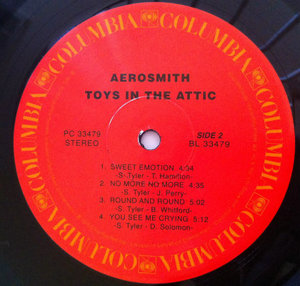 COLUMBIA COLUMBIA COLUMBIA COLUMBIA COLUMBIA COLUMBIA
AEROSMITH
TOYS IN THE ATTIC
PC 33479
STEREO
SIDE 2
BL 33479
1. SWEET EMOTION 4:34
-S. Tyler - T. Hamilton-
2. NO MORE NO MORE 4:35
-S. Tyler - J. Perry-
3. ROUND AND ROUND 5:02
-S. Tyler - B. Whitford-
4. YOU SEE ME CRYING 5:12
-S. Tyler - D. Solomon-